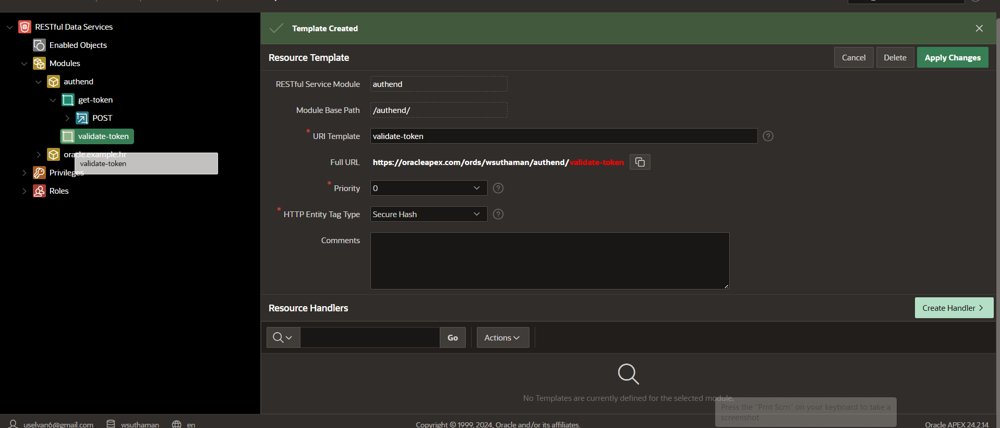 RESTful Data Services
Enabled Objects
Modules
authend
get-token
POST
validate-token
oracle.example.hr
validate-token
Privileges
Roles
Template Created
Resource Template
Cancel
Delete
Apply Changes
RESTful Service Module
authend
Module Base Path
/authend/
* URI Template
validate-token
Full URL
https://oracleapex.com/ords/wsuthaman/authend/validate-token
* Priority
0
* HTTP Entity Tag Type
Secure Hash
Comments
Resource Handlers
Create Handler
Go
Actions
No Templates are currently defined for the selected module.
Press the "Prnt Scrn" on your keyboard to take a
screenshot
uselvan6@gmail.com
wsuthaman
en
Copyright © 1999, 2024, Oracle and/or its affiliates.
Oracle APEX 24.2.14